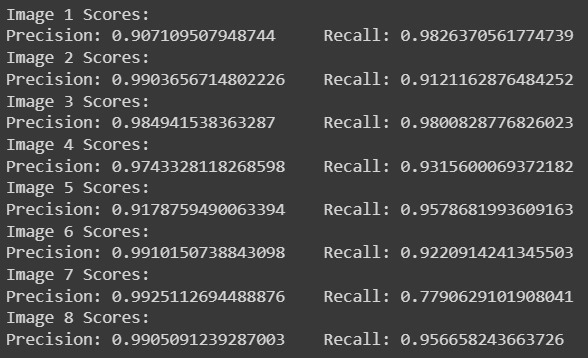 Image 1 Scores:
Precision: 0.907109507948744 Recall: 0.9826370561774739
Image 2 Scores:
Precision: 0.9903656714802226 Recall: 0.9121162876484252
Image 3 Scores:
Precision: 0.984941538363287 Recall: 0.9800828776826023
Image 4 Scores:
Precision: 0.9743328118268598 Recall: 0.9315600069372182
Image 5 Scores:
Precision: 0.9178759490063394 Recall: 0.9578681993609163
Image 6 Scores:
Precision: 0.9910150738843098 Recall: 0.9220914241345503
Image 7 Scores:
Precision: 0.9925112694488876 Recall: 0.7790629101908041
Image 8 Scores:
Precision: 0.9905091239287003 Recall: 0.956658243663726